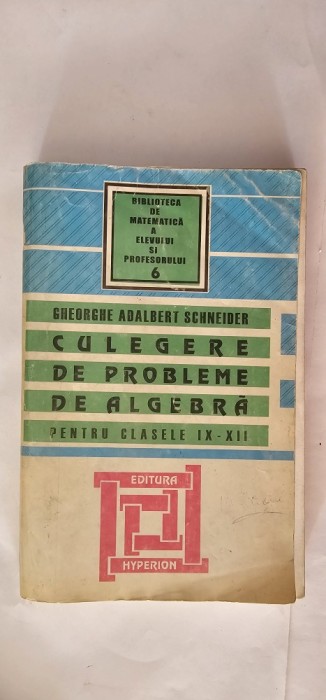 BIBLIOTECA
DE
MATEMATICĂ
A
ELEVULUI
SI
PROFESORULUI
6
GHEORGHE ADALBERT SCHNEIDER
CULEGERE
DE PROBLEME
DE ALGEBRĂ
PENTRU CLASELE IX-XII
EDITURA
HYPERION